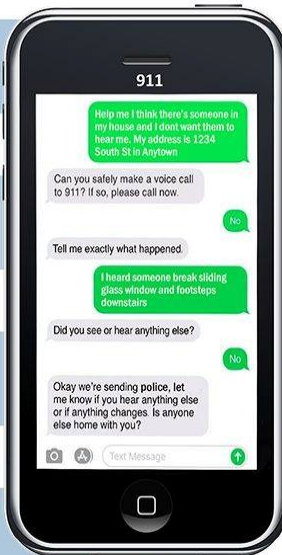 911
Help me I think there's someone in
my house and I dont want them to
hear me. My address is 1234
South St in Anytown
Can you safely make a voice call
to 911? If so, please call now.
No
Tell me exactly what happened.
I heard someone break sliding
glass window and footsteps
downstairs
Did you see or hear anything else?
No
Okay we're sending police, let
me know if you hear anything else
or if anything changes. Is anyone
else home with you?
Text Message